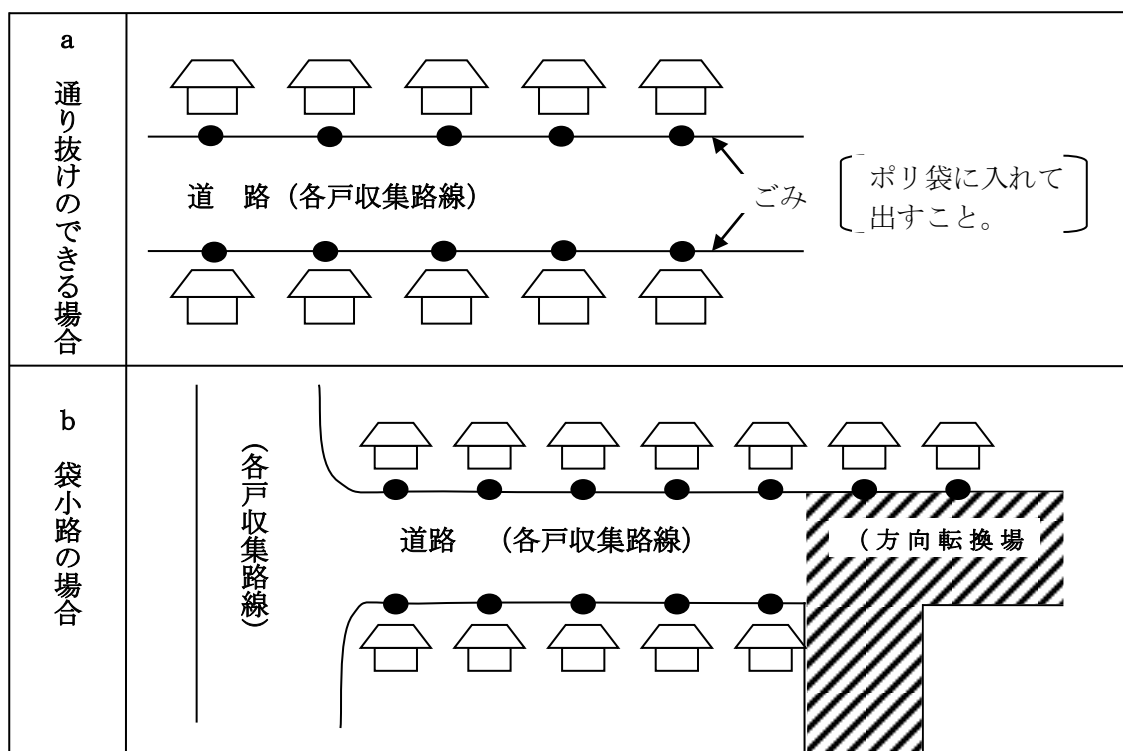 a 通り抜けのできる場合
道 路（各戸収集路線）
ごみ
ポリ袋に入れて
出すこと。
b 袋小路の場合
（各戸収集路線）
道路 （各戸収集路線）
（方向転換場